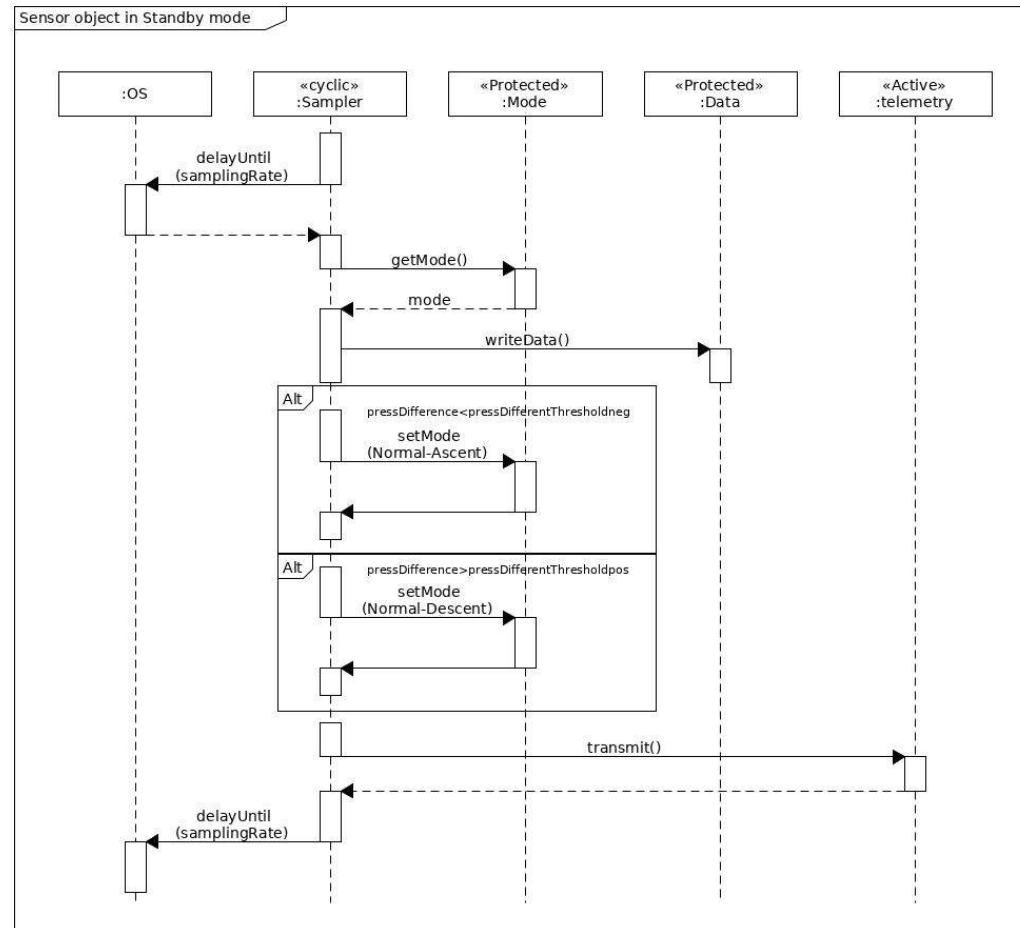 Sensor object in Standby mode
:OS
«cyclic»
:Sampler
«Protected»
:Mode
«Protected»
:Data
«Active»
:telemetry
delayUntil
(samplingRate)
getMode()
mode
writeData()
Alt
pressDifference<pressDifferentThresholdneg
setMode
(Normal-Ascent)
Alt
pressDifference>pressDifferentThresholdpos
setMode
(Normal-Descent)
transmit()
delayUntil
(samplingRate)